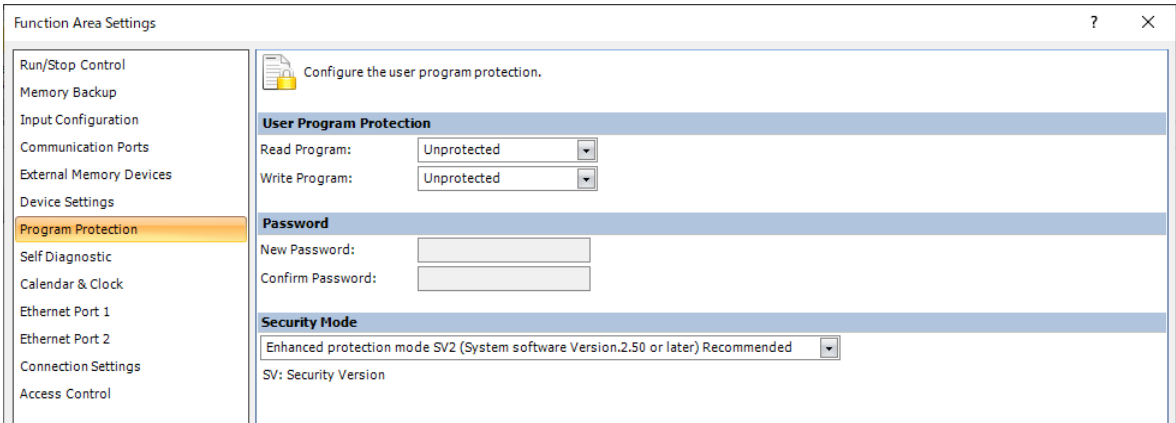 Function Area Settings ?
Run/Stop Control
Memory Backup
Input Configuration
Communication Ports
External Memory Devices
Device Settings
Program Protection
Self Diagnostic
Calendar & Clock
Ethernet Port 1
Ethernet Port 2
Connection Settings
Access Control
Configure the user program protection.
User Program Protection
Read Program: Unprotected
Write Program: Unprotected
Password
New Password:
Confirm Password:
Security Mode
Enhanced protection mode SV2 (System software Version.2.50 or later) Recommended
SV: Security Version